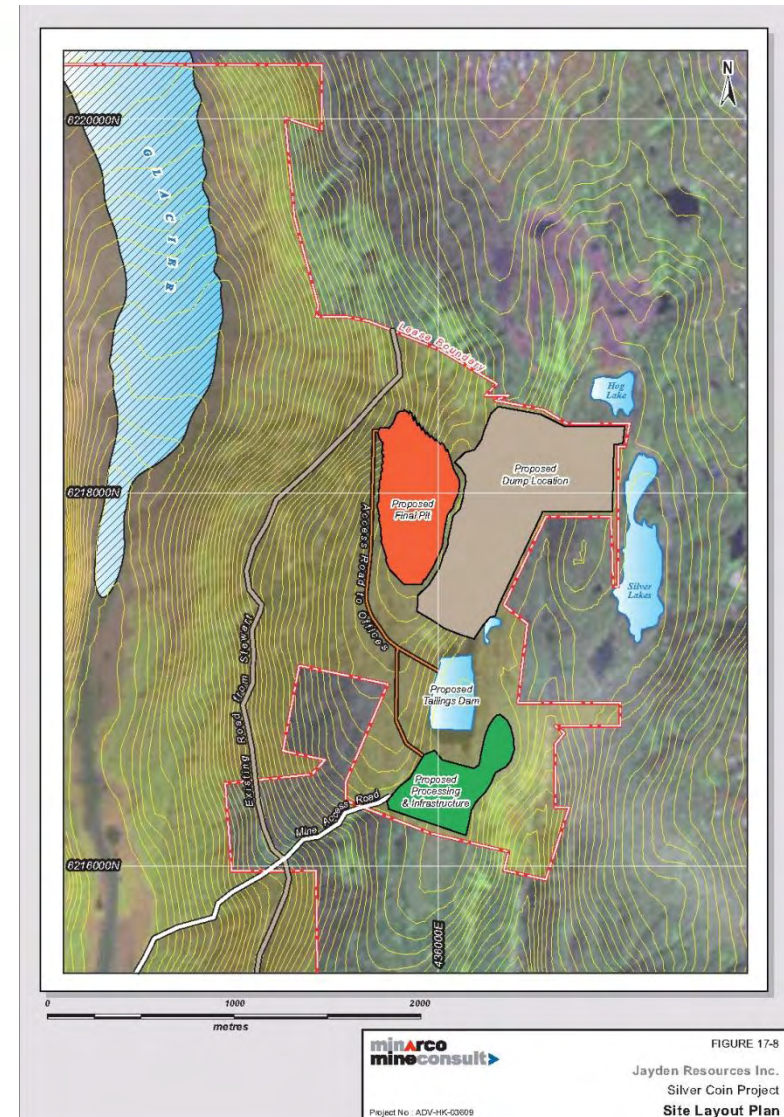 N
6220000N
GLACIER
Lease Boundary
Hog
Lake
Proposed
Dump Location
6218000N
Proposed
Final Pit
Access Road to Offices
Silver
Lakes
Existing Road from Stewart
Proposed
Tailings Dam
Proposed
Processing
& Infrastructure
Mine Access Road
6216000N
436000E
0 1000 2000
metres
minarco
mineconsult
FIGURE 17-8
Jayden Resources Inc.
Silver Coin Project
Project No : ADV-HK-03609
Site Layout Plan